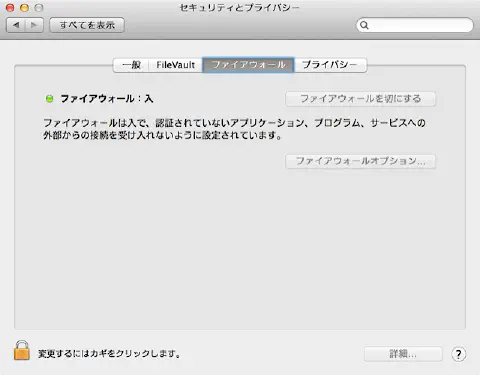 セキュリティとプライバシー
すべてを表示
一般 FileVault ファイアウォール プライバシー
ファイアウォール：入 ファイアウォールを切にする
ファイアウォールは入で、認証されていないアプリケーション、プログラム、サービスへの
外部からの接続を受け入れないように設定されています。
ファイアウォールオプション...
変更するにはカギをクリックします。 詳細... ?